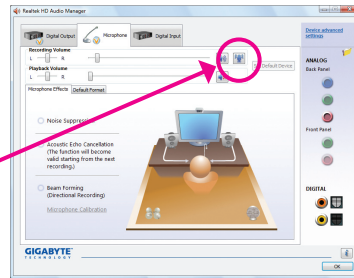 Realtek HD Audio Manager
Digital Output
Microphone
Digital Input
Device advanced
settings
Recording Volume
L
R
Default Device
Playback Volume
L
R
ANALOG
Back Panel
Microphone Effects
Default Format
Noise Suppres
Acoustic Echo Cancellation
(The function will become
valid starting from the next
recording.)
Front Panel
Beam Forming
(Directional Recording)
Microphone Calibration
DIGITAL
GIGABYTE
TECHNOLOGY
i
OK